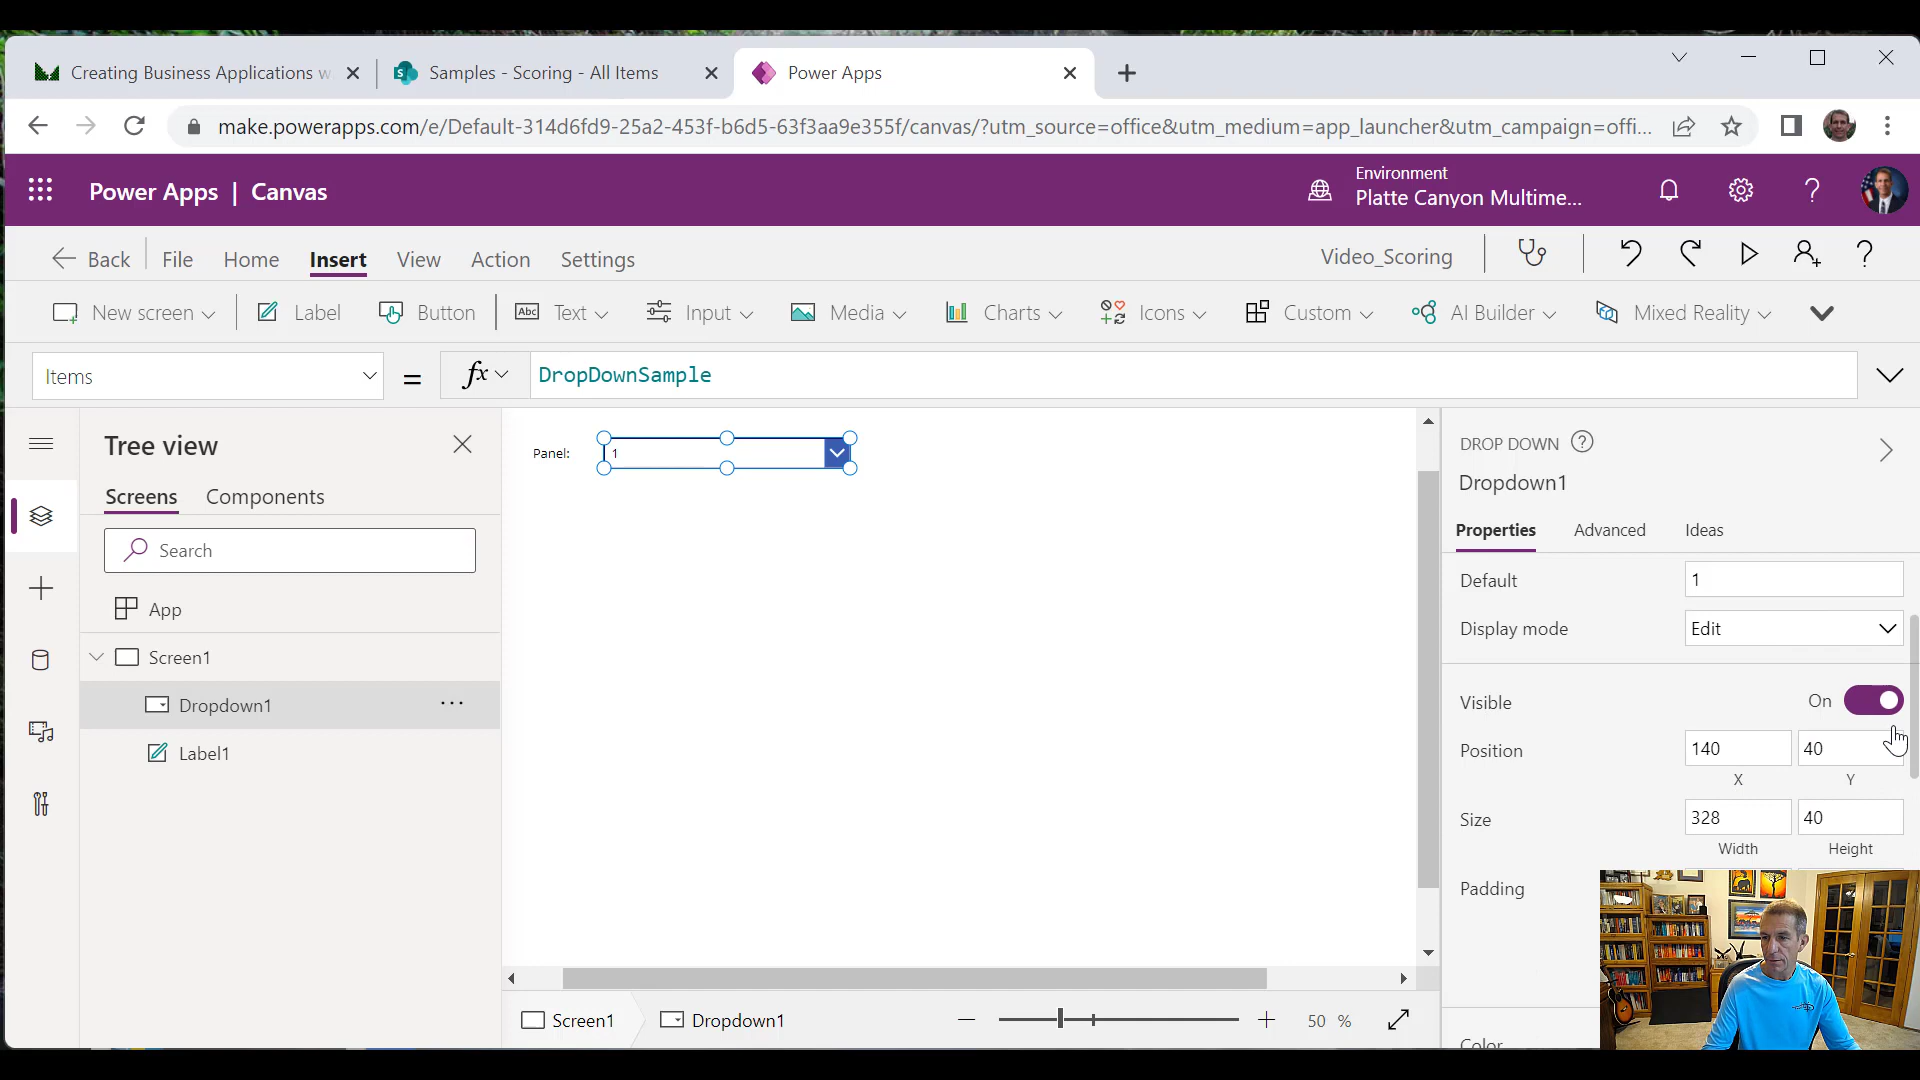 Creating Business Applications w
Samples - Scoring - All Items
Power Apps
make.powerapps.com/e/Default-314d6fd9-25a2-453f-b6d5-63f3aa9e355f/canvas/?utm_source=office&utm_medium=app_launcher&utm_campaign=offi...
Power Apps | Canvas
Environment
Platte Canyon Multime...
Back
File
Home
Insert
View
Action
Settings
Video_Scoring
New screen
Label
Button
Abc
Text
Input
Media
Charts
Icons
Custom
AI Builder
Mixed Reality
Items
=
fx
DropDownSample
Tree view
Screens
Components
Search
App
Screen1
Dropdown1
Label1
Panel:
1
DROP DOWN
Dropdown1
Properties
Advanced
Ideas
Default
1
Display mode
Edit
Visible
On
Position
140
40
X
Y
Size
328
40
Width
Height
Padding
Color
Screen1
Dropdown1
50 %